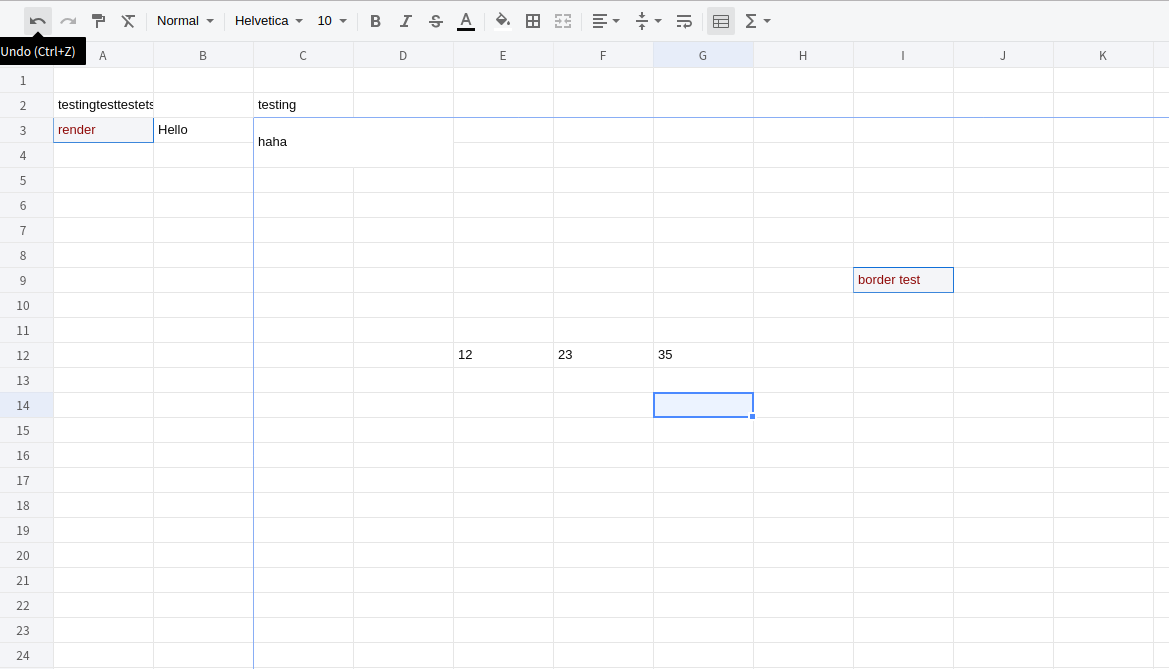 Normal Helvetica 10 B I S A Σ
Undo (Ctrl+Z)
A B C D E F G H I J K
1
2 testingtesttestets testing
3 render Hello
haha
4
5
6
7
8
9 border test
10
11
12 12 23 35
13
14
15
16
17
18
19
20
21
22
23
24